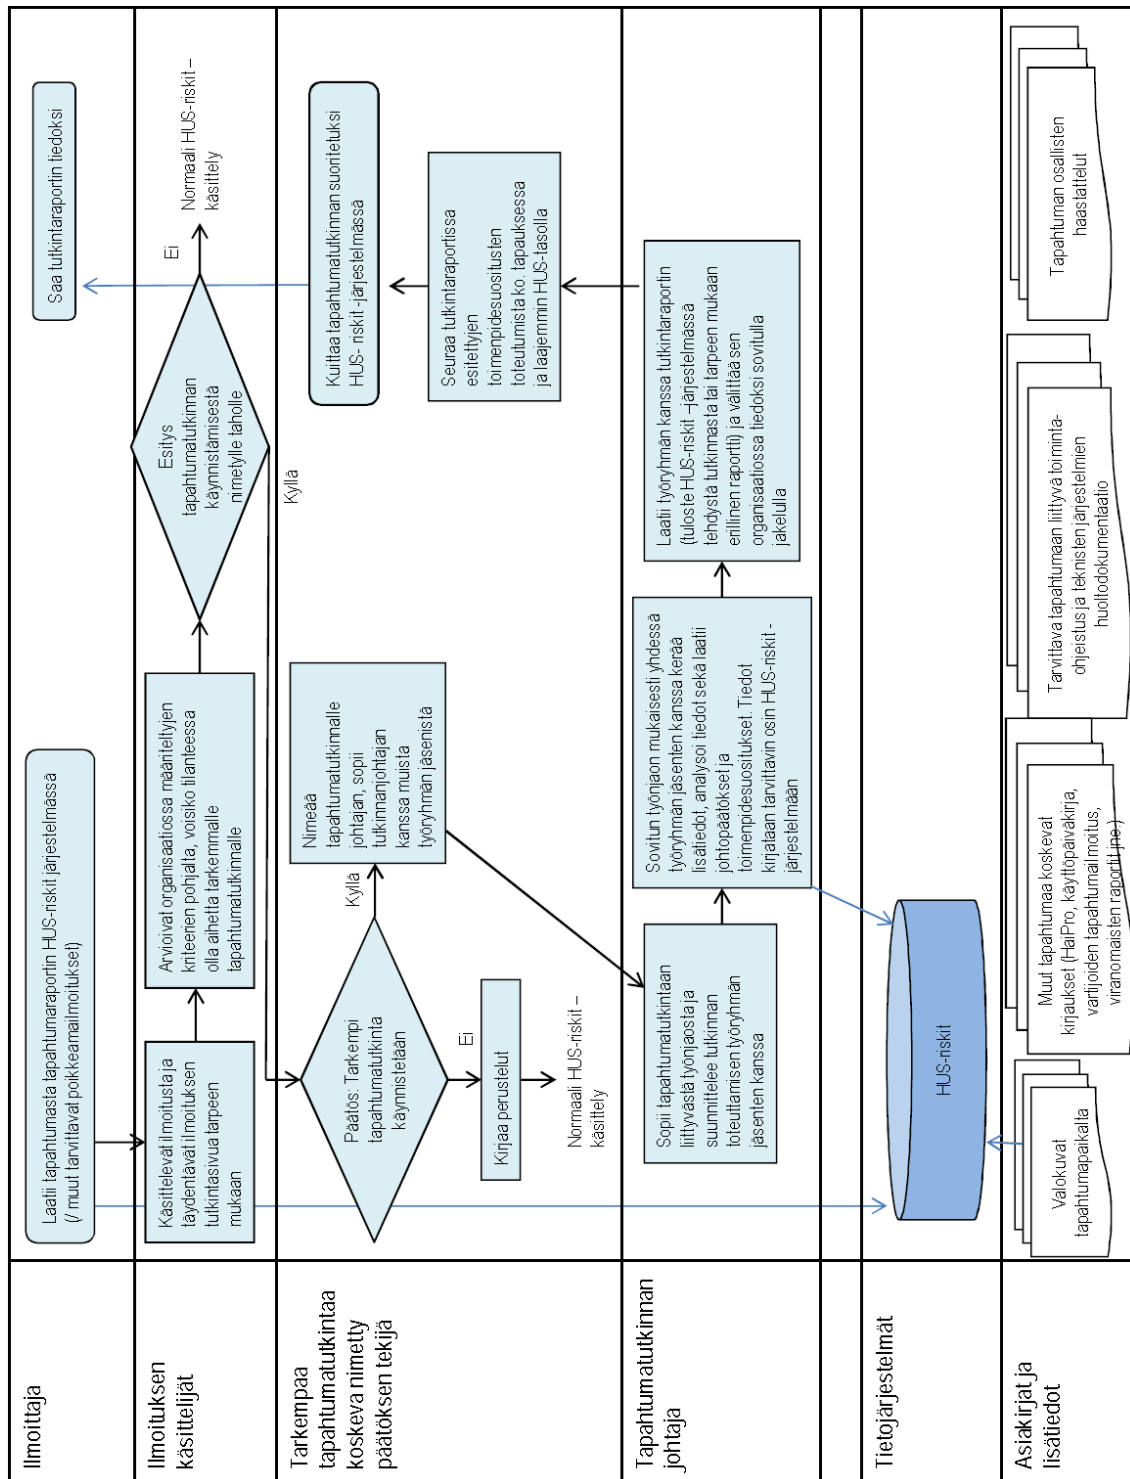 Ilmoittaja
Laatii tapahtumasta tapahtumaraportin HUS-riskit järjestelmässä
(/ muut tarvittavat poikkeamailmoitukset)
Saa tutkintaraportin tiedoksi
Ilmoituksen
käsittelijät
Käsittelevät ilmoitusta ja
täydentävät ilmoituksen
tutkintasivua tarpeen
mukaan
Arvioivat organisaatiossa määriteltyjen
kriteerien pohjalta, voisiko tilanteessa
olla aihetta tarkemmalle
tapahtumatutkinnalle
Esitys
tapahtumatutkinnan
käynnistämisestä
nimetylle taholle
Ei
Normaali HUS-riskit –
käsittely
Kyllä
Tarkempaa
tapahtumatutkintaa
koskeva nimetty
päätöksen tekijä
Päätös: Tarkempi
tapahtumatutkinta
käynnistetään
Kyllä
Ei
Kirjaa perustelut
Normaali HUS-riskit –
käsittely
Nimeää
tapahtumatutkinnalle
johtajan, sopii
tutkinnanjohtajan
kanssa muista
työryhmän jäsenistä
Kuittaa tapahtumatutkinnan suoritetuksi
HUS- riskit -järjestelmässä
Seuraa tutkintaraportissa
esitettyjen
toimenpidesuositusten
toteutumista ko. tapauksessa
ja laajemmin HUS-tasolla
Tapahtumatutkinnan
johtaja
Sopii tapahtumatutkintaan
liittyvästä työnjaosta ja
suunnittelee tutkinnan
toteuttamisen työryhmän
jäsenten kanssa
Sovitun työnjaon mukaisesti yhdessä
työryhmän jäsenten kanssa kerää
lisätiedot, analysoi tiedot sekä laatii
johtopäätökset ja
toimenpidesuositukset. Tiedot
kirjataan tarvittavin osin HUS-riskit -
järjestelmään
Laatii työryhmän kanssa tutkintaraportin
(tuloste HUS-riskit –järjestelmässä
tehdystä tutkinnasta tai tarpeen mukaan
erillinen raportti) ja välittää sen
organisaatiossa tiedoksi sovitulla
jakelulla
Tietojärjestelmät
HUS-riskit
Asiakirjat ja
lisätiedot
Valokuvat
tapahtumapaikalta
Muut tapahtumaa koskevat
kirjaukset (HaiPro, käyttöpäiväkirja,
vartijoiden tapahtumailmoitus,
viranomaisten raportit jne.)
Tarvittava tapahtumaan liittyvä toiminta-
ohjeistus ja teknisten järjestelmien
huoltodokumentaatio
Tapahtuman osallisten
haastattelut